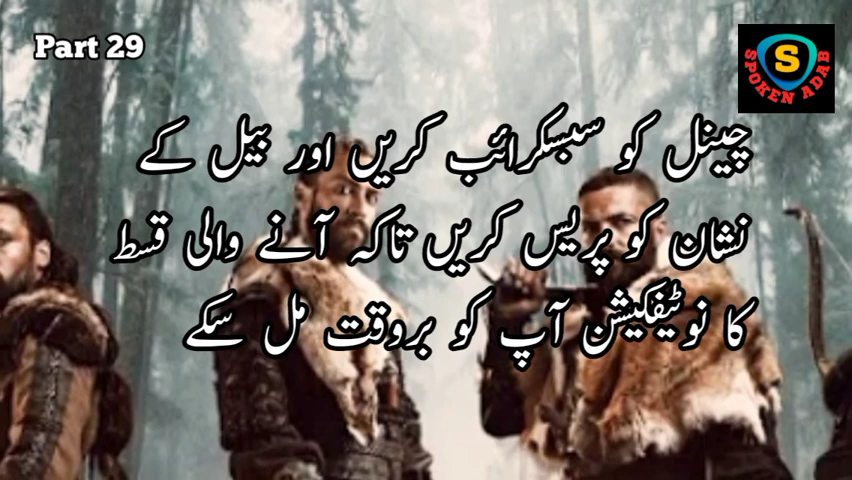 Part 29
S
SPOKEN ADAB
چینل کو سبسکرائب کریں اور بیل کے
نشان کو پریس کریں تاکہ آنے والی قسط
کا نوٹیفکیشن آپ کو بروقت مل سکے